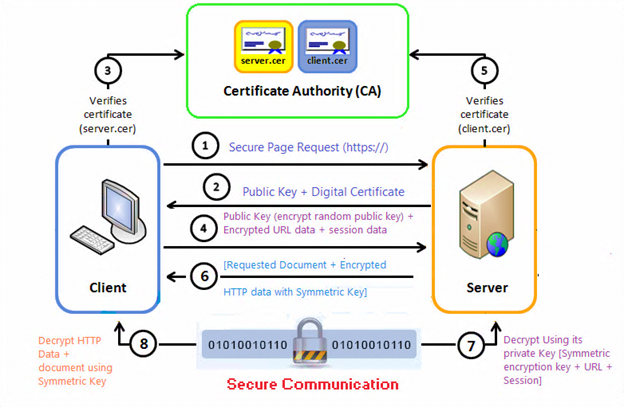 server.cer
client.cer
Certificate Authority (CA)
3
5
Verifies
certificate
(server.cer)
Verifies
certificate
(client.cer)
1
Secure Page Request (https://)
2
Public Key + Digital Certificate
4
Public Key (encrypt random public key) +
Encrypted URL data + session data
6
[Requested Document + Encrypted
HTTP data with Symmetric Key]
Client
Server
8
Decrypt HTTP
Data +
document using
Symmetric Key
01010010110
01010010110
7
Decrypt Using its
private Key [Symmetric
encryption key + URL +
Session]
Secure Communication